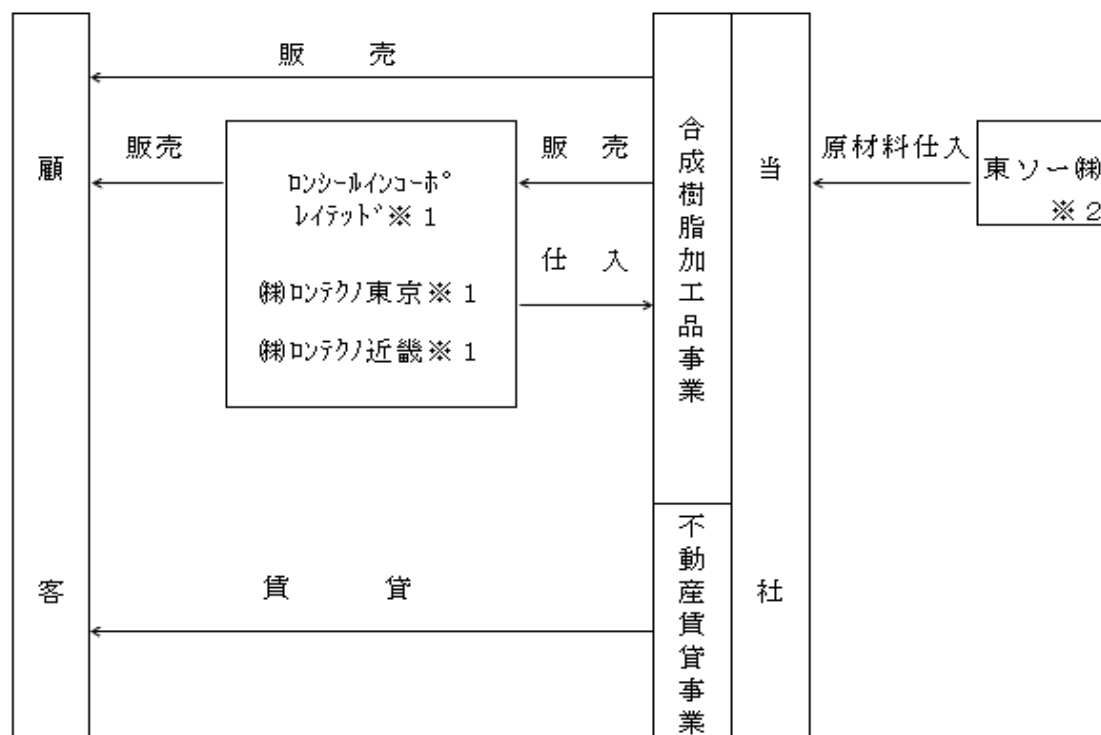 販 売
販売
販 売
原材料仕入
顧
ﾛﾝｼｰﾙｲﾝｺｰﾎﾟ
ﾚｲﾃｯﾄﾞ※１
合成樹脂加工品事業
当
東ソー㈱
※２
仕 入
㈱ﾛﾝﾃｸﾉ東京※１
㈱ﾛﾝﾃｸﾉ近畿※１
客
賃 貸
不動産賃貸事業
社